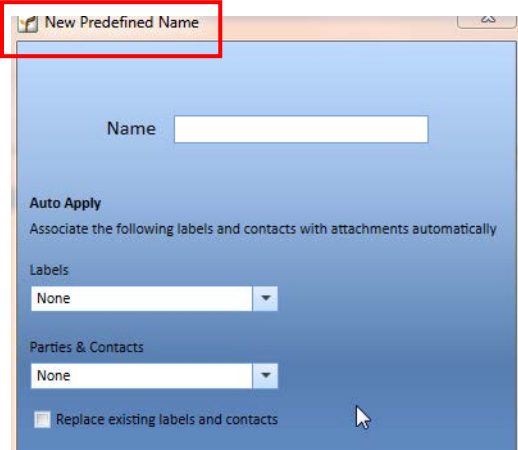 New Predefined Name
Name
Auto Apply
Associate the following labels and contacts with attachments automatically
Labels
None
Parties & Contacts
None
Replace existing labels and contacts